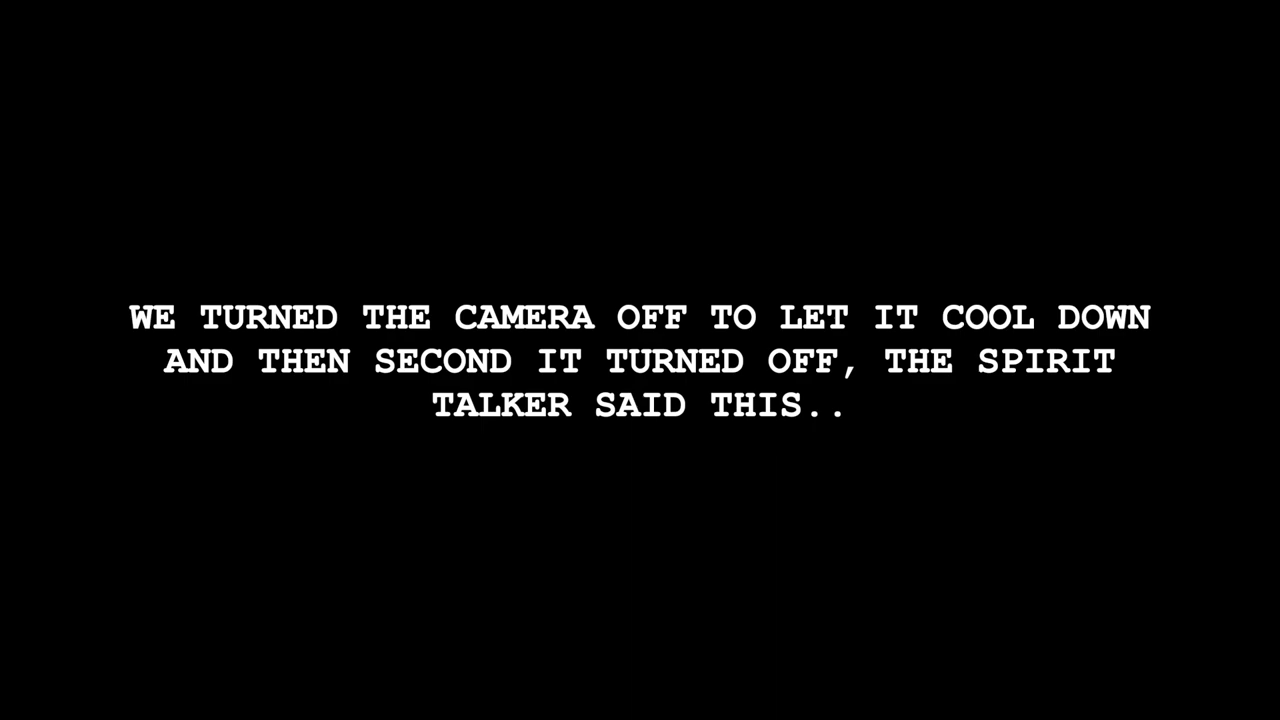 WE TURNED THE CAMERA OFF TO LET IT COOL DOWN
AND THEN SECOND IT TURNED OFF, THE SPIRIT
TALKER SAID THIS..